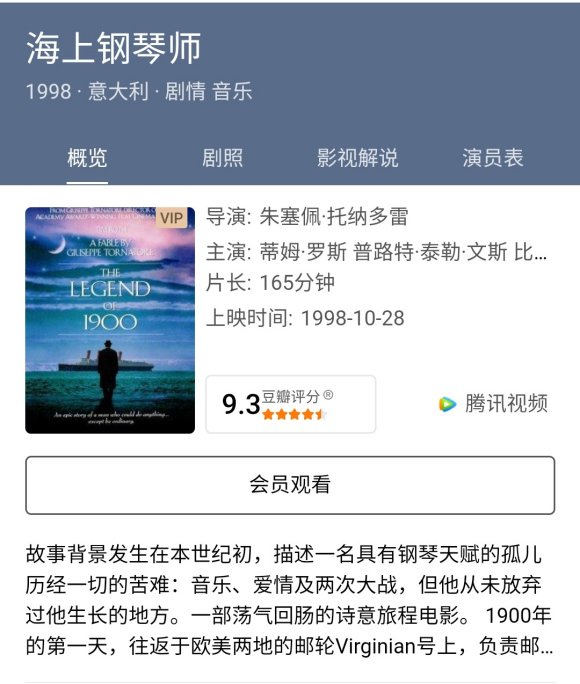 海上钢琴师
1998 · 意大利 · 剧情 音乐
概览 剧照 影视解说 演员表
VIP
A FABLE BY
GIUSEPPE TORNATORE
THE
LEGEND
OF
1900
An epic story of a man who could do anything...
except be ordinary.
导演: 朱塞佩·托纳多雷
主演: 蒂姆·罗斯 普路特·泰勒·文斯 比...
片长: 165分钟
上映时间: 1998-10-28
9.3 豆瓣评分 ®
腾讯视频
会员观看
故事背景发生在本世纪初，描述一名具有钢琴天赋的孤儿
历经一切的苦难：音乐、爱情及两次大战，但他从未放弃
过他生长的地方。一部荡气回肠的诗意旅程电影。 1900年
的第一天，往返于欧美两地的邮轮Virginian号上，负责邮...